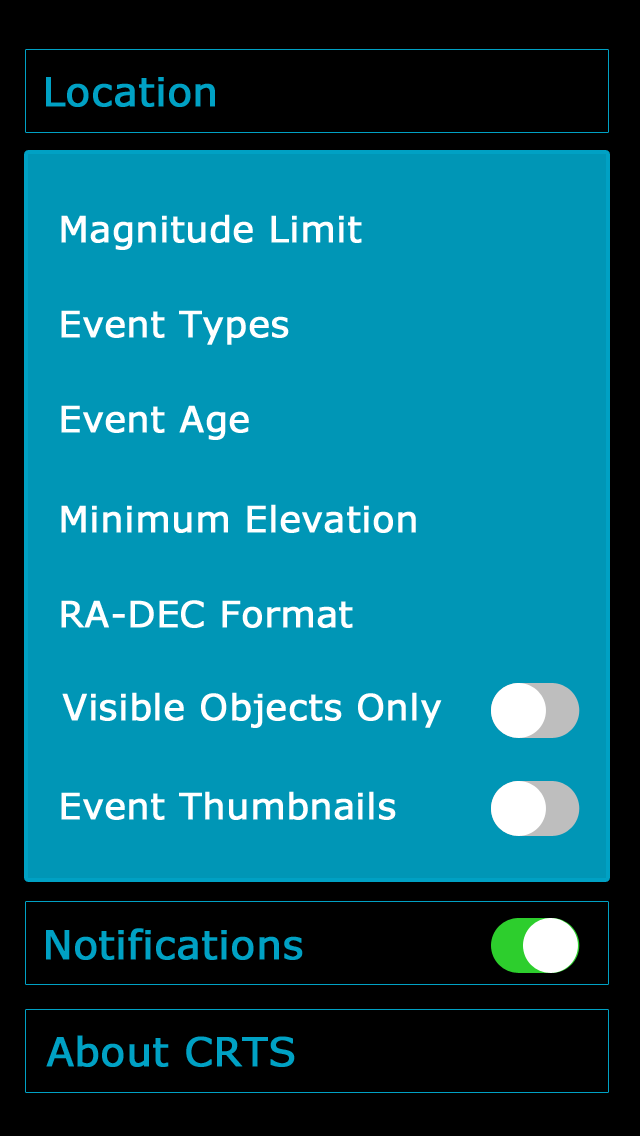 Location
Magnitude Limit
Event Types
Event Age
Minimum Elevation
RA-DEC Format
Visible Objects Only
Event Thumbnails
Notifications
About CRTS